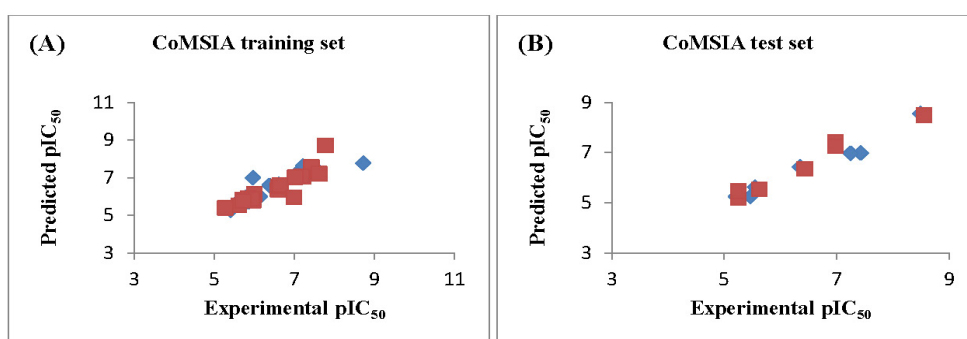 (A) CoMSIA training set
Predicted pIC50
11
9
7
5
3
3 5 7 9 11
Experimental pIC50
(B) CoMSIA test set
Predicted pIC50
9
7
5
3
3 5 7 9
Experimental pIC50